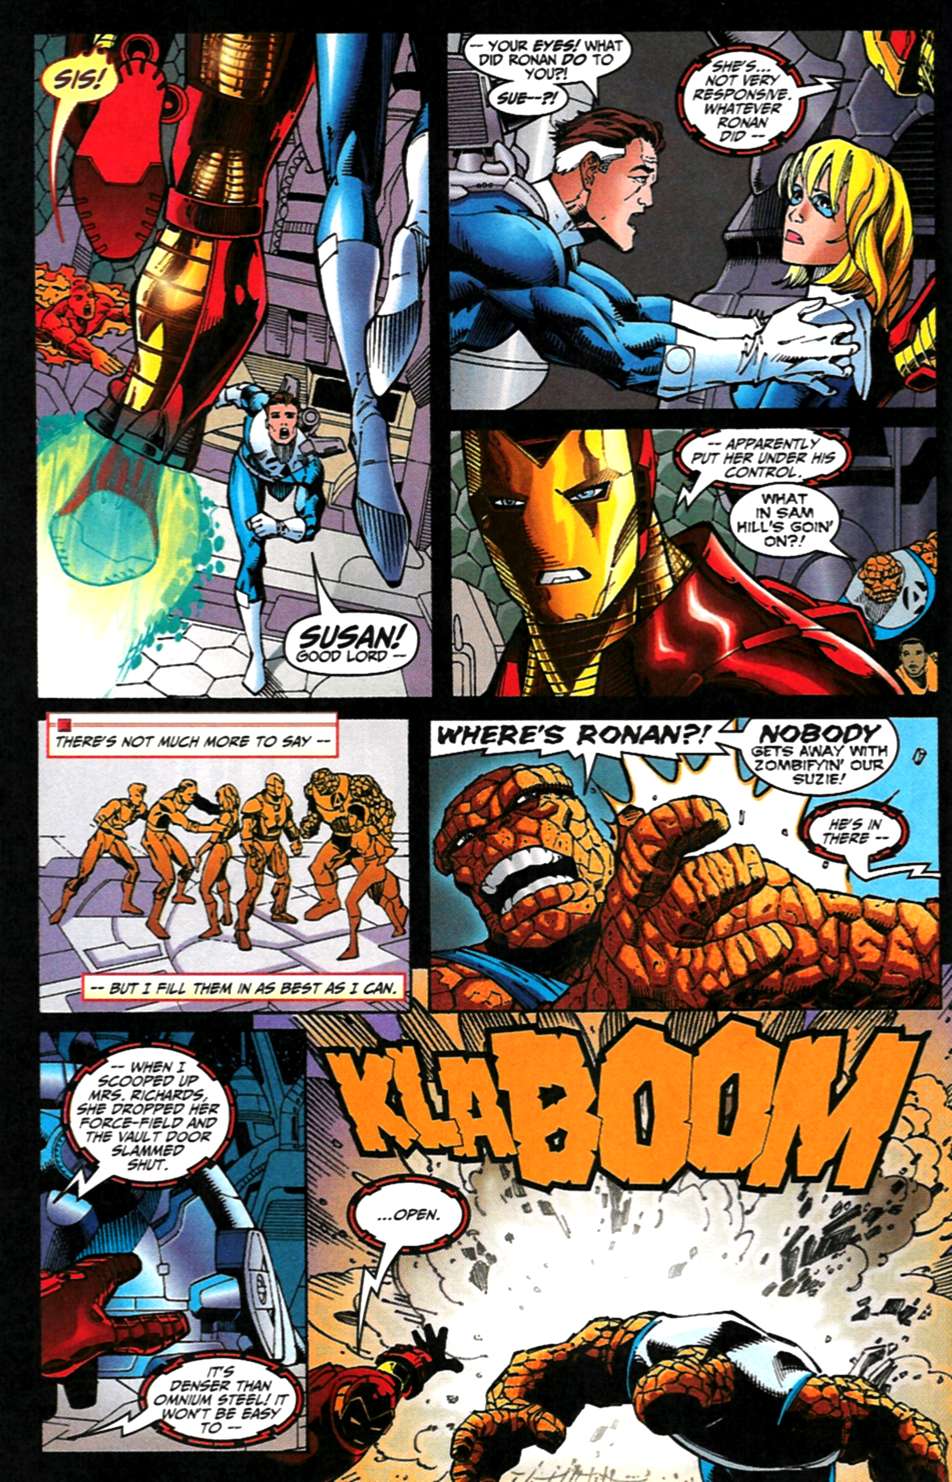 SIS!
SUSAN!
GOOD LORD --
-- YOUR EYES! WHAT
DID RONAN DO TO
YOU?!
SUE--?!
SHE'S...
NOT VERY
RESPONSIVE.
WHATEVER
RONAN
DID --
-- APPARENTLY
PUT HER UNDER HIS
CONTROL.
WHAT
IN SAM
HILL'S GOIN'
ON?!
THERE'S NOT MUCH MORE TO SAY --
-- BUT I FILL THEM IN AS BEST AS I CAN.
WHERE'S RONAN?!
NOBODY
GETS AWAY WITH
ZOMBIFYIN' OUR
SUZIE!
HE'S IN
THERE --
-- WHEN I
SCOOPED UP
MRS. RICHARDS,
SHE DROPPED HER
FORCE-FIELD AND
THE VAULT DOOR
SLAMMED
SHUT.
IT'S
DENSER THAN
OMNIUM STEEL! IT
WON'T BE EASY
TO --
KLABOOM
...OPEN.